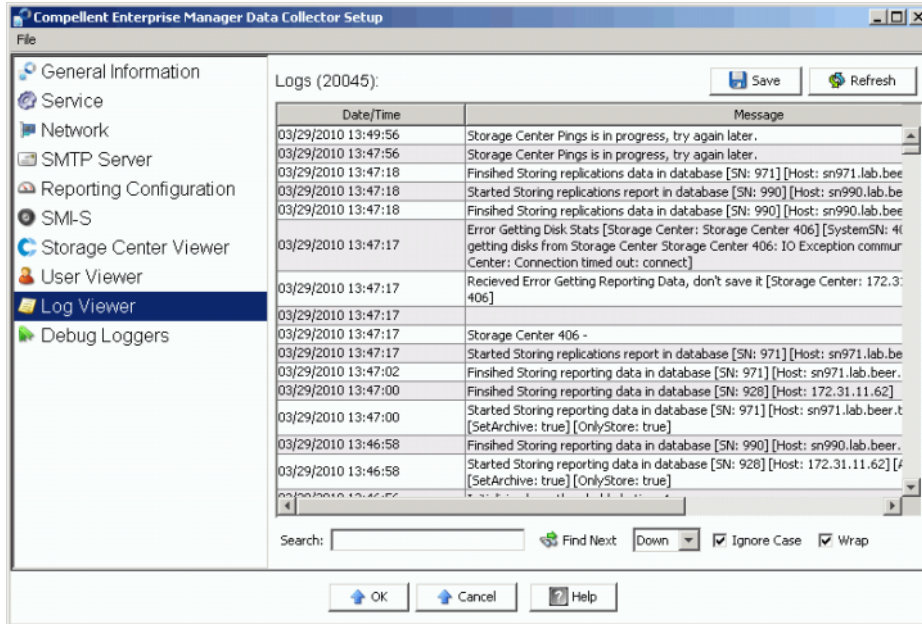 Compellent Enterprise Manager Data Collector Setup
File
General Information
Service
Network
SMTP Server
Reporting Configuration
SMI-S
Storage Center Viewer
User Viewer
Log Viewer
Debug Loggers
Logs (20045):
Save
Refresh
Date/Time Message
03/29/2010 13:49:56 Storage Center Pings is in progress, try again later.
03/29/2010 13:47:56 Storage Center Pings is in progress, try again later.
03/29/2010 13:47:18 Finsihed Storing replications data in database [SN: 971] [Host: sn971.lab.bee
03/29/2010 13:47:18 Started Storing replications report in database [SN: 990] [Host: sn990.lab.be
03/29/2010 13:47:18 Finsihed Storing replications data in database [SN: 990] [Host: sn990.lab.bee
03/29/2010 13:47:17 Error Getting Disk Stats [Storage Center: Storage Center 406] [SystemSN: 40
getting disks from Storage Center Storage Center 406: IO Exception commun
Center: Connection timed out: connect]
03/29/2010 13:47:17 Recieved Error Getting Reporting Data, don't save it [Storage Center: 172.3
406]
03/29/2010 13:47:17
03/29/2010 13:47:17 Storage Center 406 -
03/29/2010 13:47:17 Started Storing replications report in database [SN: 971] [Host: sn971.lab.be
03/29/2010 13:47:02 Finsihed Storing reporting data in database [SN: 971] [Host: sn971.lab.beer.
03/29/2010 13:47:00 Finsihed Storing reporting data in database [SN: 928] [Host: 172.31.11.62]
03/29/2010 13:47:00 Started Storing reporting data in database [SN: 971] [Host: sn971.lab.beer.t
[SetArchive: true] [OnlyStore: true]
03/29/2010 13:46:58 Finsihed Storing reporting data in database [SN: 990] [Host: sn990.lab.beer.
03/29/2010 13:46:58 Started Storing reporting data in database [SN: 928] [Host: 172.31.11.62] [A
[SetArchive: true] [OnlyStore: true]
Search:
Find Next
Down
Ignore Case
Wrap
OK
Cancel
Help